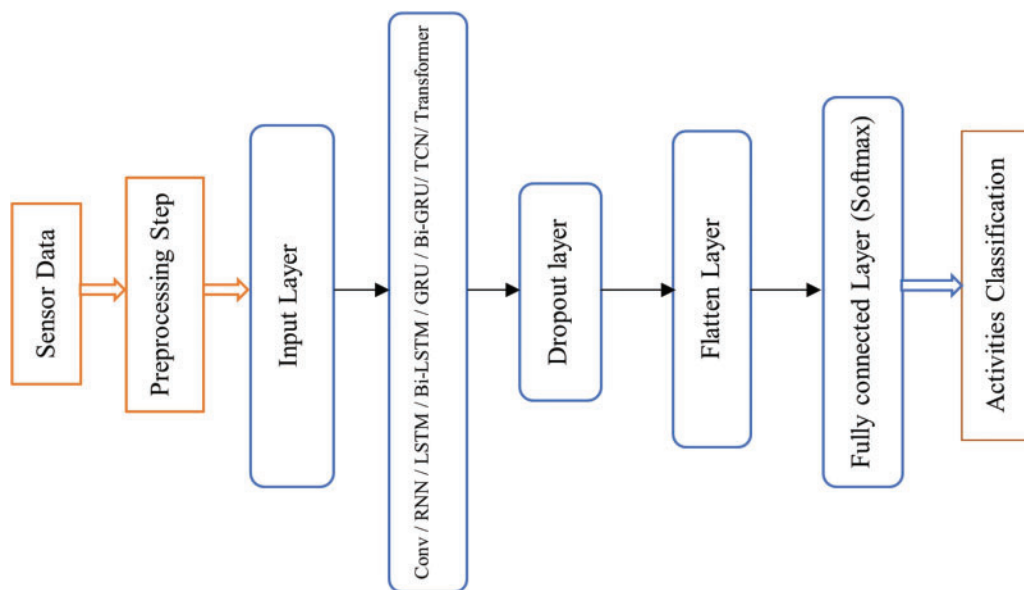 Sensor Data
Preprocessing Step
Input Layer
Conv / RNN / LSTM / Bi-LSTM / GRU / Bi-GRU/ TCN/ Transformer
Dropout layer
Flatten Layer
Fully connected Layer (Softmax)
Activities Classification